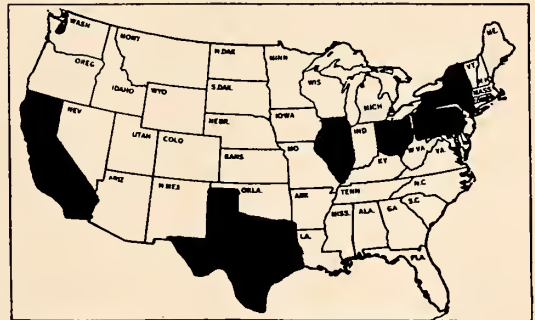 WASH
MONT
N.DAK
MINN
ME.
VT.
N.H.
MASS
OREG
IDAHO
WYO
S.DAK.
WIS
MICH
NEV
UTAH
COLO
NEBR.
IOWA
IND
W.VA
VA.
KANS
MO
KY
ARIZ
N MEX
OKLA.
ARK
TENN
N.C
S.C
MISS.
ALA.
GA
LA.
FLA